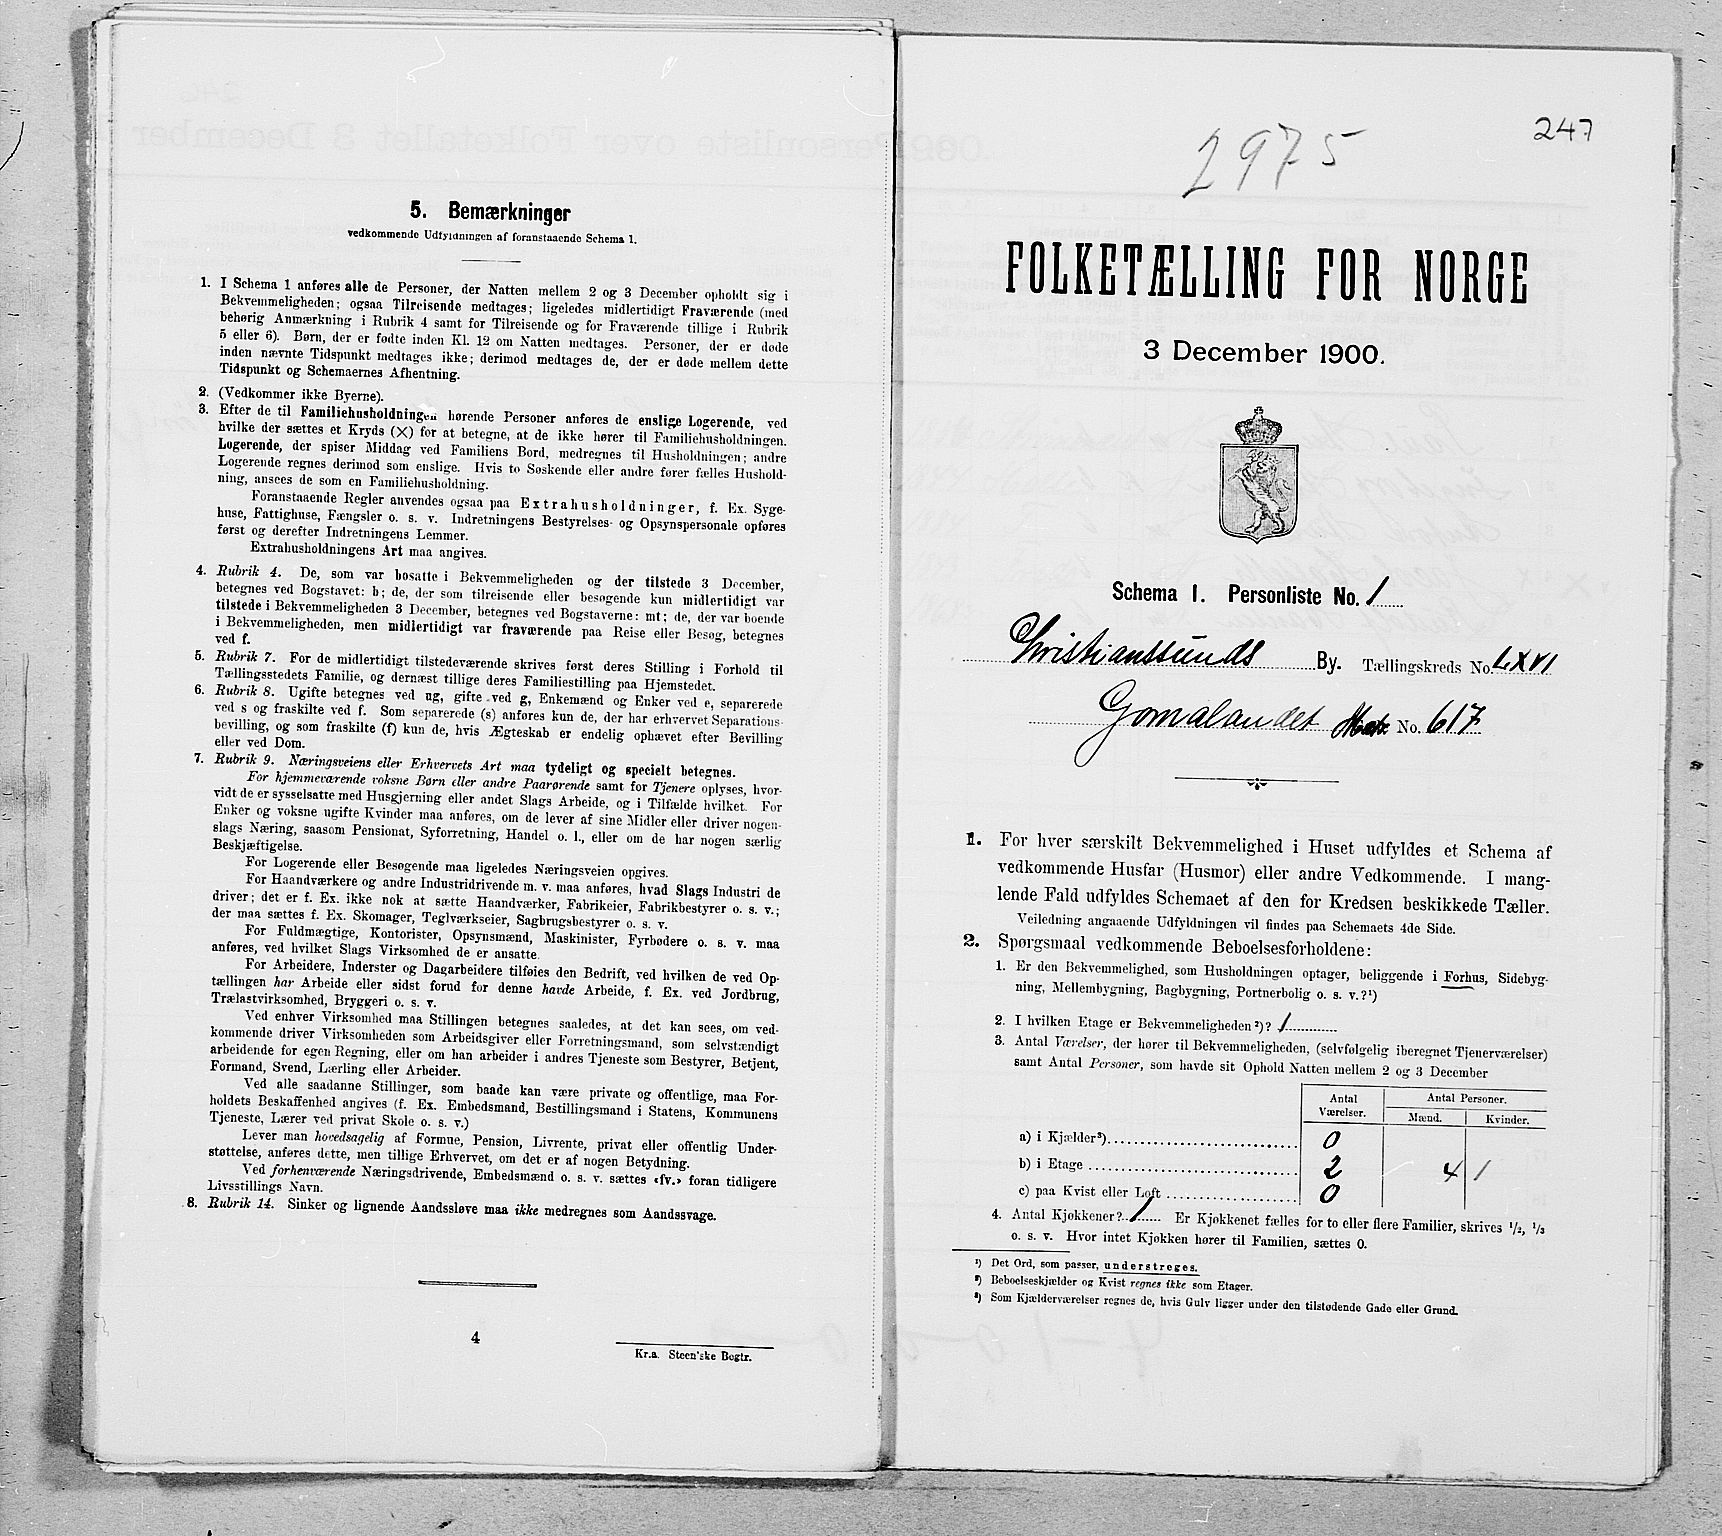 5. Bemærkninger
vedkommende Udfyldningen af foranstaaende Schema 1.
1. I Schema 1 anføres alle de Personer, der Natten mellem 2 og 3 December opholdt sig i
Bekvemmeligheden; ogsaa Tilreisende medtages; ligeledes midlertidigt Fraværende (med
behørig Anmærkning i Rubrik 4 samt for Tilreisende og for Fraværende tillige i Rubrik
5 eller 6). Børn, der er fødte inden Kl. 12 om Natten medtages. Personer, der er døde
inden nævnte Tidspunkt medtages ikke; derimod medtages de, der er døde mellem dette
Tidspunkt og Schemaernes Afhentning.
2. (Vedkommer ikke Byerne).
3. Efter de til Familiehusholdningen hørende Personer anføres de enslige Logerende, ved
hvilke der sættes et Kryds (×) for at betegne, at de ikke hører til Familiehusholdningen.
Logerende, der spiser Middag ved Familiens Bord, medregnes til Husholdningen; andre
Logerende regnes derimod som enslige. Hvis to Søskende eller andre fører fælles Hushold-
ning, ansees de som en Familiehusholdning.
Foranstaaende Regler anvendes ogsaa paa Extrahusholdninger, f. Ex. Syge-
huse, Fattighuse, Fængsler o. s. v. Indretningens Bestyrelses- og Opsynspersonale opføres
først og derefter Indretningens Lemmer.
Extrahusholdningens Art maa angives.
4. Rubrik 4. De, som var bosatte i Bekvemmeligheden og der tilstede 3 December,
betegnes ved Bogstavet: b; de, der som tilreisende eller besøgende kun midlertidigt var
tilstede i Bekvemmeligheden 3 December, betegnes ved Bogstaverne: mt; de, der var boende
i Bekvemmeligheden, men midlertidigt var fraværende paa Reise eller Besøg, betegnes
ved f.
5. Rubrik 7. For de midlertidigt tilstedeværende skrives først deres Stilling i Forhold til
Tællingsstedets Familie, og dernæst tillige deres Familiestilling paa Hjemstedet.
6. Rubrik 8. Ugifte betegnes ved ug, gifte ved g, Enkemænd og Enker ved e, separerede
ved s og fraskilte ved f. Som separerede (s) anføres kun de, der har erhvervet Separations-
bevilling, og som fraskilte (f) kun de, hvis Ægteskab er endelig ophævet efter Bevilling
eller ved Dom.
7. Rubrik 9. Næringsveiens eller Erhvervets Art maa tydeligt og specielt betegnes.
For hjemmeværende voksne Børn eller andre Paarørende samt for Tjenere oplyses, hvor-
vidt de er sysselsatte med Husgjerning eller andet Slags Arbeide, og i Tilfælde hvilket. For
Enker og voksne ugifte Kvinder maa anføres, om de lever af sine Midler eller driver nogen-
slags Næring, saasom Pensionat, Syforretning, Handel o. l., eller om de har nogen særlig
Beskjæftigelse.
For Logerende eller Besøgende maa ligeledes Næringsveien opgives.
For Haandværkere og andre Industridrivende m. v. maa anføres, hvad Slags Industri de
driver; det er f. Ex. ikke nok at sætte Haandværker, Fabrikeier, Fabrikbestyrer o. s. v.;
der maa sættes f. Ex. Skomager, Teglværkseier, Sagbrugsbestyrer o. s. v.
For Fuldmægtige, Kontorister, Opsynsmænd, Maskinister, Fyrbødere o. s. v. maa
anføres, ved hvilket Slags Virksomhed de er ansatte.
For Arbeidere, Inderster og Dagarbeidere tilføies den Bedrift, ved hvilken de ved Op-
tællingen har Arbeide eller sidst forud for denne havde Arbeide, f. Ex. ved Jordbrug,
Trælastvirksomhed, Bryggeri o. s. v.
Ved enhver Virksomhed maa Stillingen betegnes saaledes, at det kan sees, om ved-
kommende driver Virksomheden som Arbeidsgiver eller Forretningsmand, som selvstændigt
arbeidende for egen Regning, eller om han arbeider i andres Tjeneste som Bestyrer, Betjent,
Formand, Svend, Lærling eller Arbeider.
Ved alle saadanne Stillinger, som baade kan være private og offentlige, maa For-
holdets Beskaffenhed angives (f. Ex. Embedsmand, Bestillingsmand i Statens, Kommunens
Tjeneste, Lærer ved privat Skole o. s. v.)
Lever man hovedsagelig af Formue, Pension, Livrente, privat eller offentlig Under-
støttelse, anføres dette, men tillige Erhvervet, om det er af nogen Betydning.
Ved forhenværende Næringsdrivende, Embedsmænd o. s. v. sættes «fv.» foran tidligere
Livsstillings Navn.
8. Rubrik 14. Sinker og lignende Aandssløve maa ikke medregnes som Aandssvage.
4
Kr.a. Steen'ske Bogtr.
247
2975
FOLKETÆLLING FOR NORGE
3 December 1900.
Schema I. Personliste No. 1
Christianssunds By. Tællingskreds No. LXVI
Gomalandet Matr. No. 617
1. For hver særskilt Bekvemmelighed i Huset udfyldes et Schema af
vedkommende Husfar (Husmor) eller andre Vedkommende. I mang-
lende Fald udfyldes Schemaet af den for Kredsen beskikkede Tæller.
Veiledning angaaende Udfyldningen vil findes paa Schemaets 4de Side.
2. Spørgsmaal vedkommende Beboelsesforholdene:
1. Er den Bekvemmelighed, som Husholdningen optager, beliggende i Forhus, Sidebyg-
ning, Mellembygning, Bagbygning, Portnerbolig o. s. v.?¹)
2. I hvilken Etage er Bekvemmeligheden²)? 1
3. Antal Værelser, der hører til Bekvemmeligheden, (selvfølgelig iberegnet Tjenerværelser)
samt Antal Personer, som havde sit Ophold Natten mellem 2 og 3 December
Antal Værelser. Antal Personer.
Mænd. Kvinder.
a) i Kjælder³) 0
b) i Etage 2 4 1
c) paa Kvist eller Loft 0
4. Antal Kjøkkener? 1 Er Kjøkkenet fælles for to eller flere Familier, skrives ¹/₂, ¹/₃
o. s. v. Hvor intet Kjøkken hører til Familien, sættes 0.
¹) Det Ord, som passer, understreges.
²) Beboelseskjælder og Kvist regnes ikke som Etager.
³) Som Kjælderværelser regnes de, hvis Gulv ligger under den tilstødende Gade eller Grund.